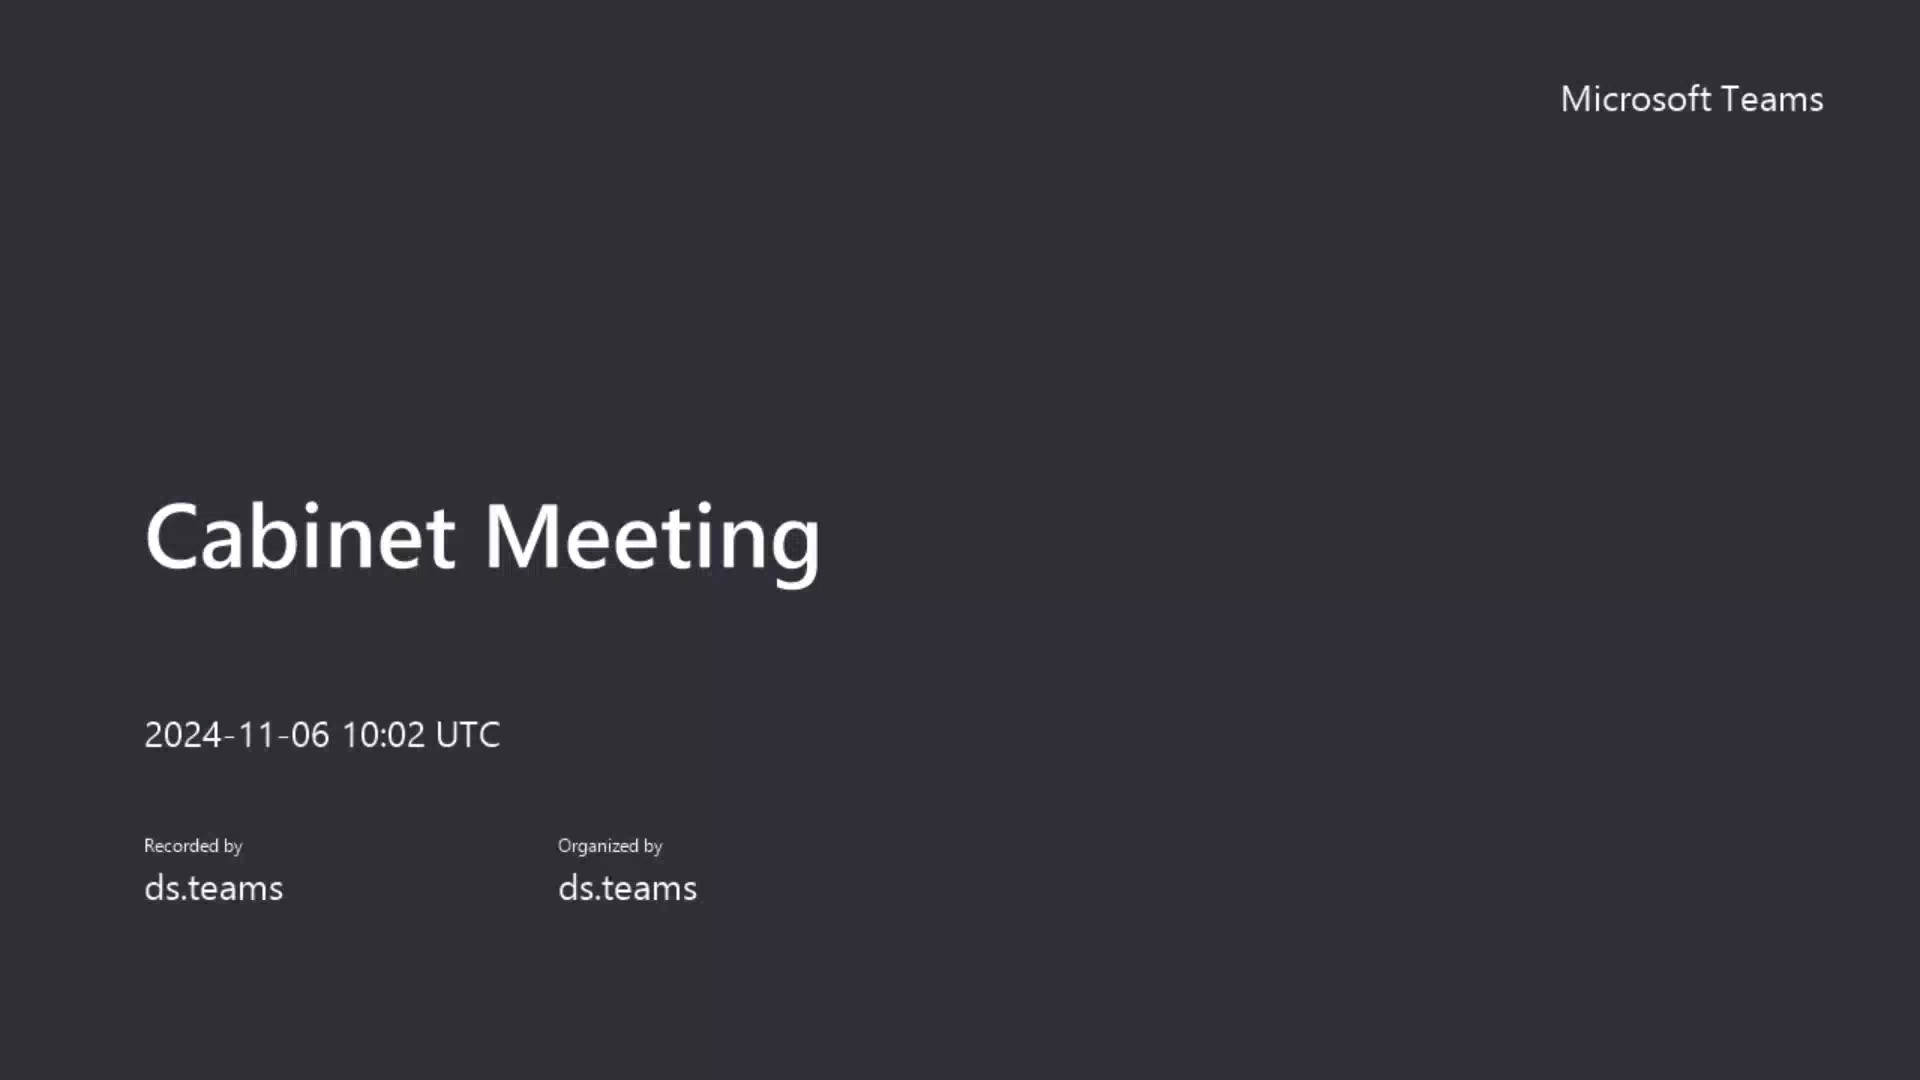 Microsoft Teams
Cabinet Meeting
2024-11-06 10:02 UTC
Recorded by
ds.teams
Organized by
ds.teams